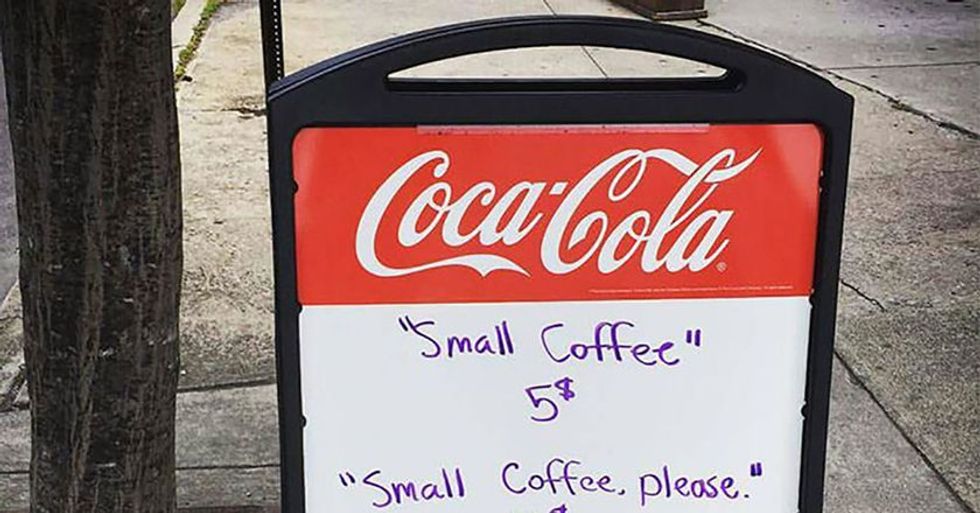 Coca-Cola
"Small Coffee"
5$
"Small Coffee, please."